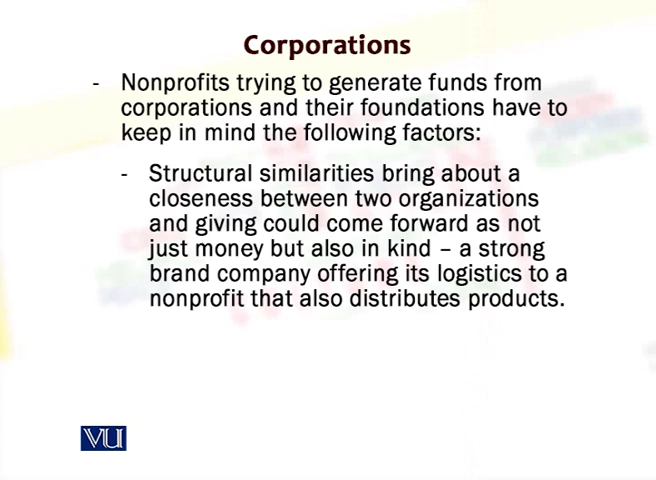 Corporations
- Nonprofits trying to generate funds from
corporations and their foundations have to
keep in mind the following factors:
- Structural similarities bring about a
closeness between two organizations
and giving could come forward as not
just money but also in kind – a strong
brand company offering its logistics to a
nonprofit that also distributes products.
VU